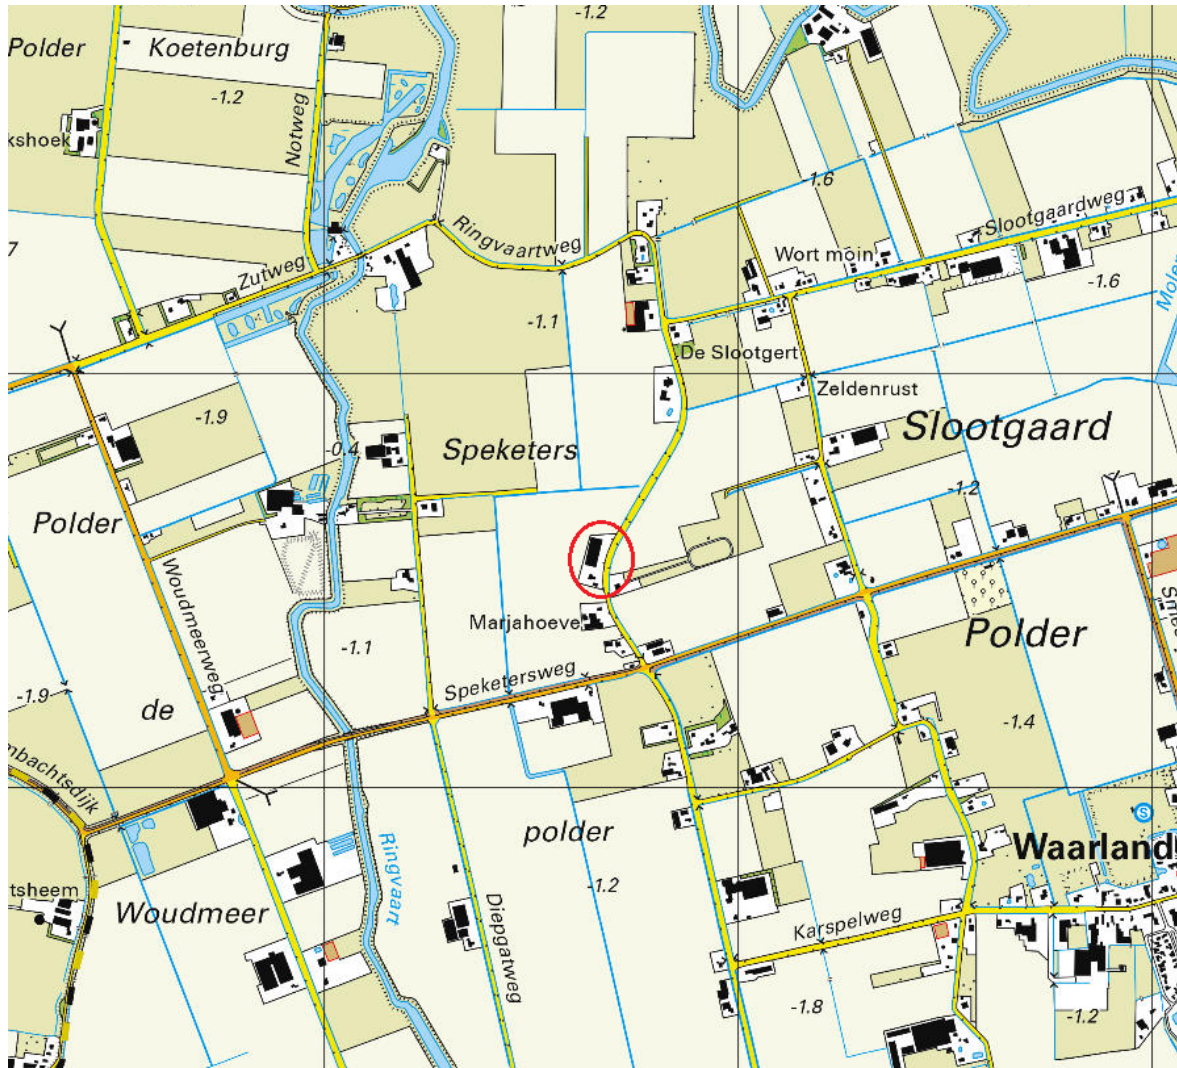 Polder
Koetenburg
-1.2
-1.2
kshoek
Notweg
7
Zutweg
Ringvaartweg
-1.6
Slootgaardweg
Wort moin
-1.6
-1.1
De Slootgert
Zeldenrust
-1.9
-0.4
Speketers
Slootgaard
-1.2
Polder
Woudmeerweg
Marjahoeve
Polder
-1.1
Speketersweg
-1.9
de
-1.4
mbachtsdijk
Ringvaart
polder
S
Waarland
tsheem
-1.2
Woudmeer
Diepgatweg
Karspelweg
-1.8
-1.2